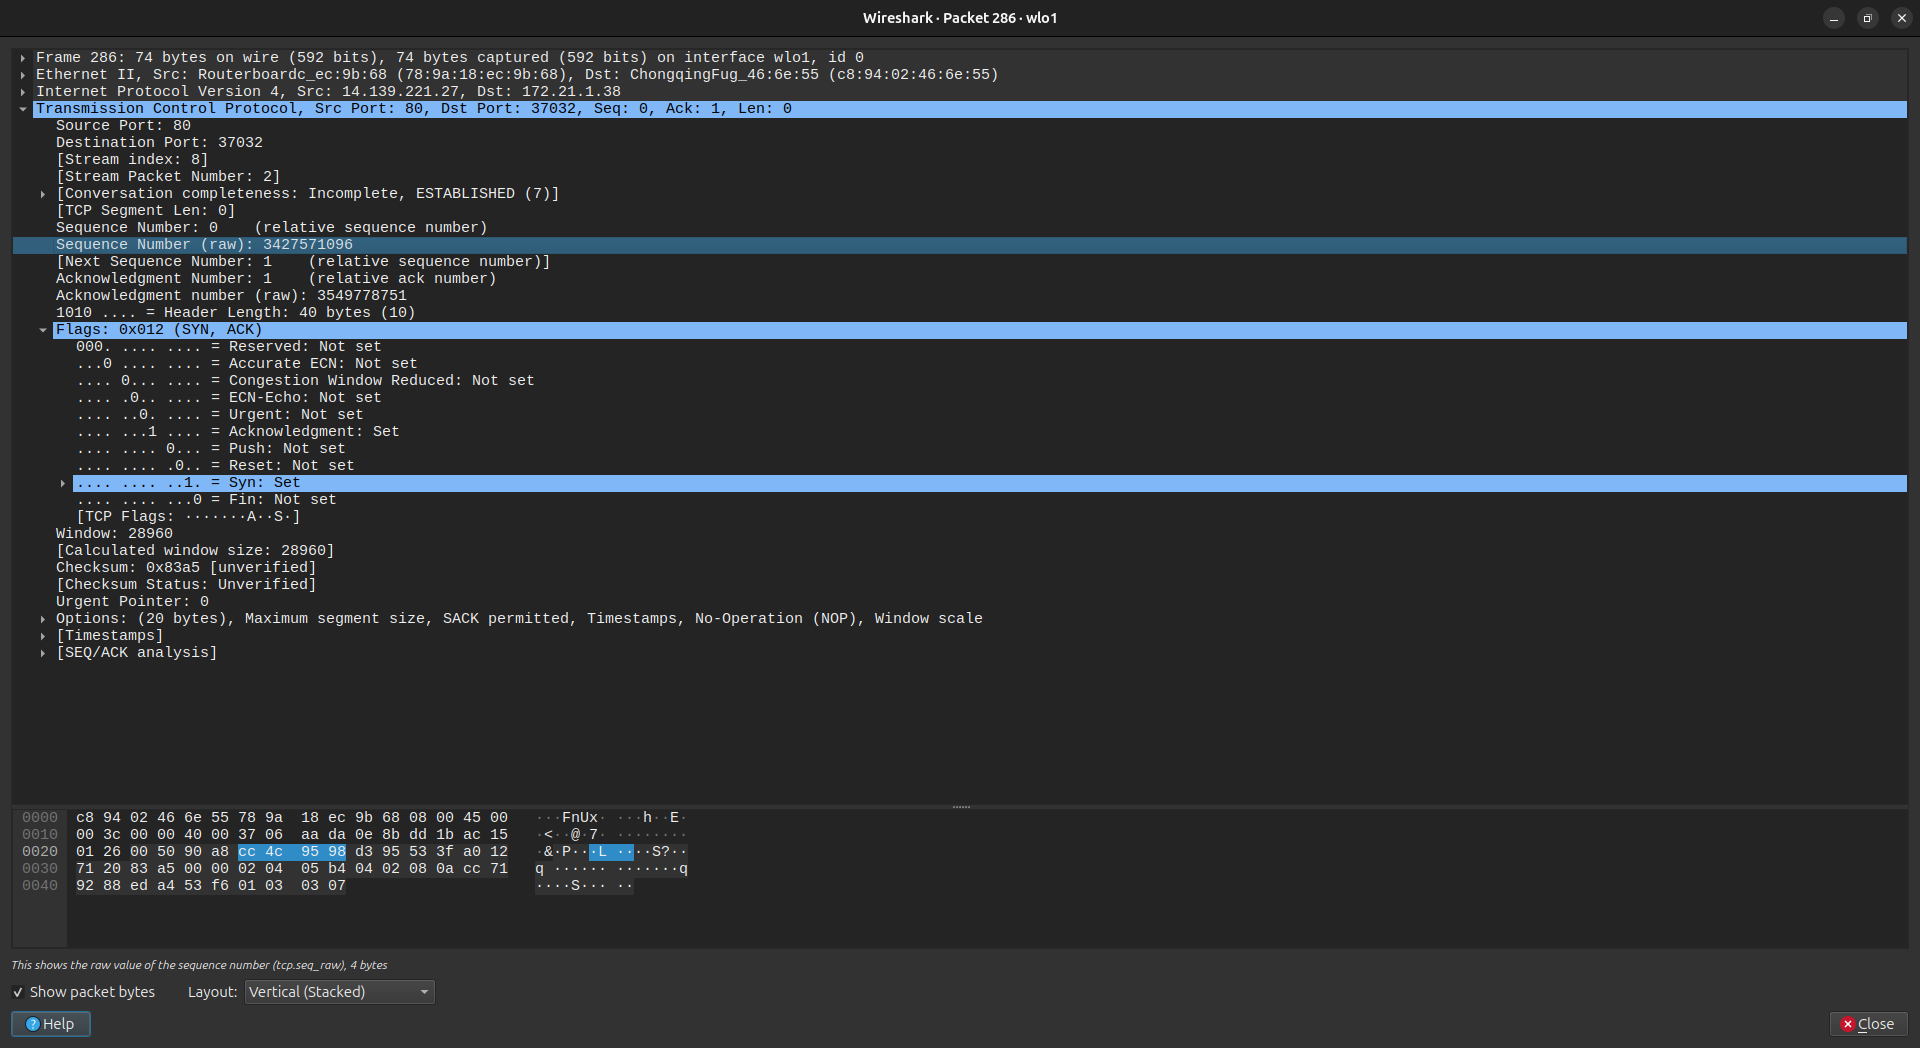 Wireshark · Packet 286 · wlo1
Frame 286: 74 bytes on wire (592 bits), 74 bytes captured (592 bits) on interface wlo1, id 0
Ethernet II, Src: Routerboardc_ec:9b:68 (78:9a:18:ec:9b:68), Dst: ChongqingFug_46:6e:55 (c8:94:02:46:6e:55)
Internet Protocol Version 4, Src: 14.139.221.27, Dst: 172.21.1.38
Transmission Control Protocol, Src Port: 80, Dst Port: 37032, Seq: 0, Ack: 1, Len: 0
Source Port: 80
Destination Port: 37032
[Stream index: 8]
[Stream Packet Number: 2]
[Conversation completeness: Incomplete, ESTABLISHED (7)]
[TCP Segment Len: 0]
Sequence Number: 0    (relative sequence number)
Sequence Number (raw): 3427571096
[Next Sequence Number: 1    (relative sequence number)]
Acknowledgment Number: 1    (relative ack number)
Acknowledgment number (raw): 3549778751
1010 .... = Header Length: 40 bytes (10)
Flags: 0x012 (SYN, ACK)
000. .... .... = Reserved: Not set
...0 .... .... = Accurate ECN: Not set
.... 0... .... = Congestion Window Reduced: Not set
.... .0.. .... = ECN-Echo: Not set
.... ..0. .... = Urgent: Not set
.... ...1 .... = Acknowledgment: Set
.... .... 0... = Push: Not set
.... .... .0.. = Reset: Not set
.... .... ..1. = Syn: Set
.... .... ...0 = Fin: Not set
[TCP Flags: ·······A··S·]
Window: 28960
[Calculated window size: 28960]
Checksum: 0x83a5 [unverified]
[Checksum Status: Unverified]
Urgent Pointer: 0
Options: (20 bytes), Maximum segment size, SACK permitted, Timestamps, No-Operation (NOP), Window scale
[Timestamps]
[SEQ/ACK analysis]
0000 c8 94 02 46 6e 55 78 9a 18 ec 9b 68 08 00 45 00 ···FnUx· ···h··E·
0010 00 3c 00 00 40 00 37 06 aa da 0e 8b dd 1b ac 15 ·<··@·7· ········
0020 01 26 00 50 90 a8 cc 4c 95 98 d3 95 53 3f a0 12 ·&·P···L ····S?··
0030 71 20 83 a5 00 00 02 04 05 b4 04 02 08 0a cc 71 q ······ ·······q
0040 92 88 ed a4 53 f6 01 03 03 07 ····S··· ··
This shows the raw value of the sequence number (tcp.seq_raw), 4 bytes
Show packet bytes Layout: Vertical (Stacked)
Help Close